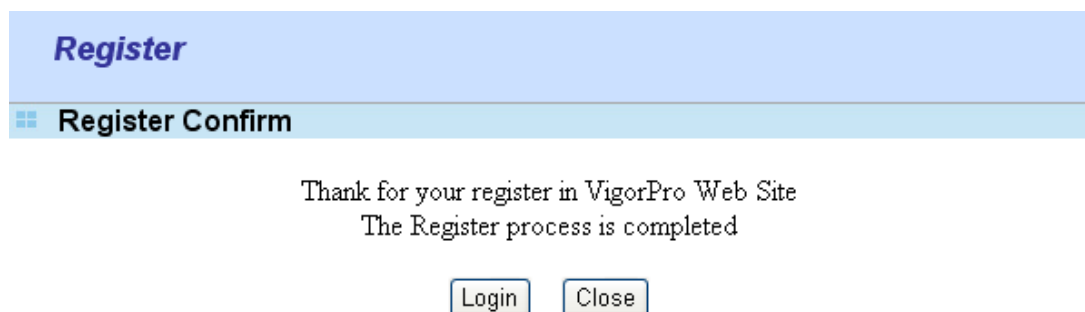 Register
Register Confirm
Thank for your register in VigorPro Web Site
The Register process is completed
Login Close